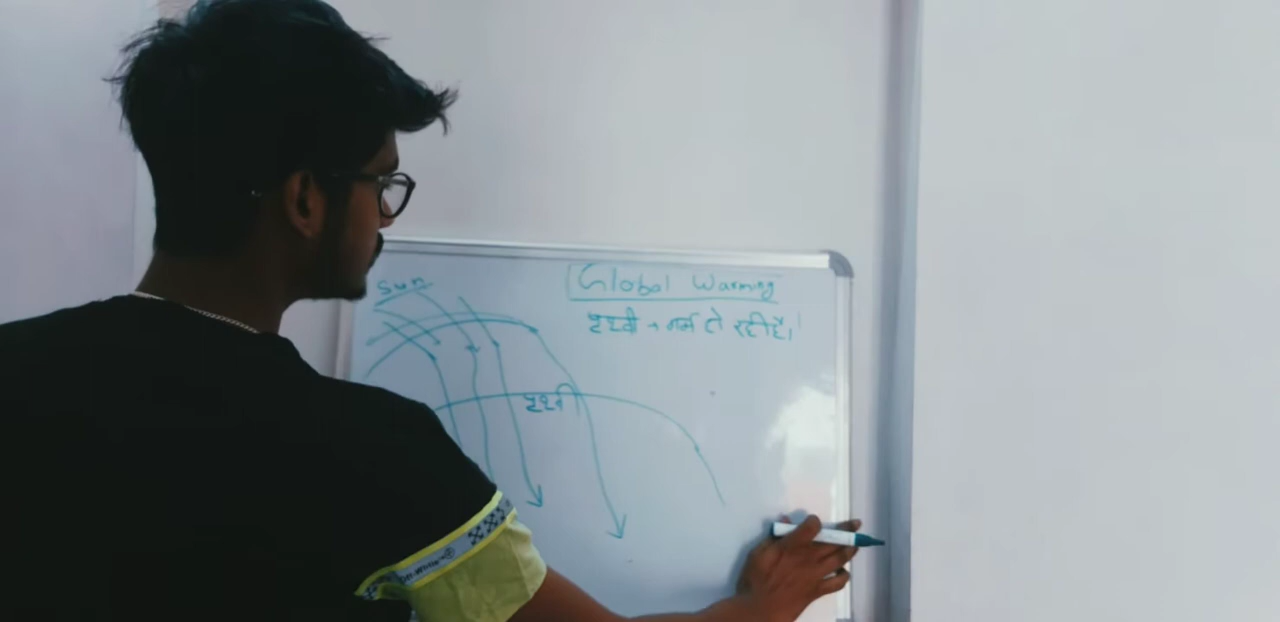 Sun
Global Warming
पृथ्वी → गर्म हो रही है।
पृथ्वी